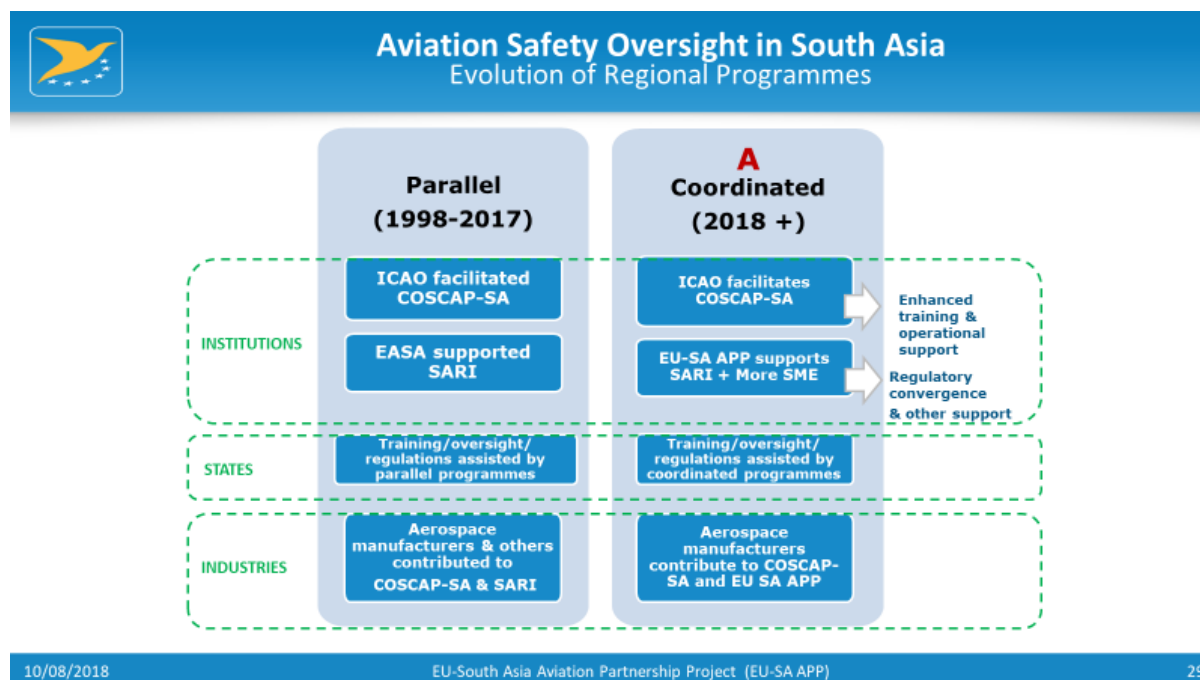 Aviation Safety Oversight in South Asia
Evolution of Regional Programmes
Parallel
(1998-2017)
A
Coordinated
(2018 +)
INSTITUTIONS
ICAO facilitated
COSCAP-SA
ICAO facilitates
COSCAP-SA
Enhanced
training &
operational
support
EASA supported
SARI
EU-SA APP supports
SARI + More SME
Regulatory
convergence
& other support
STATES
Training/oversight/
regulations assisted by
parallel programmes
Training/oversight/
regulations assisted by
coordinated programmes
INDUSTRIES
Aerospace
manufacturers & others
contributed to
COSCAP-SA & SARI
Aerospace
manufacturers
contribute to COSCAP-
SA and EU SA APP
10/08/2018
EU-South Asia Aviation Partnership Project (EU-SA APP)
29